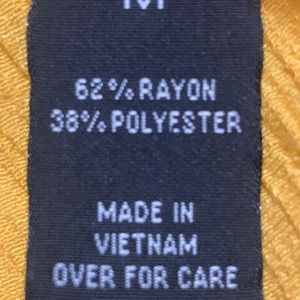 M
62% RAYON
38% POLYESTER
MADE IN
VIETNAM
OVER FOR CARE